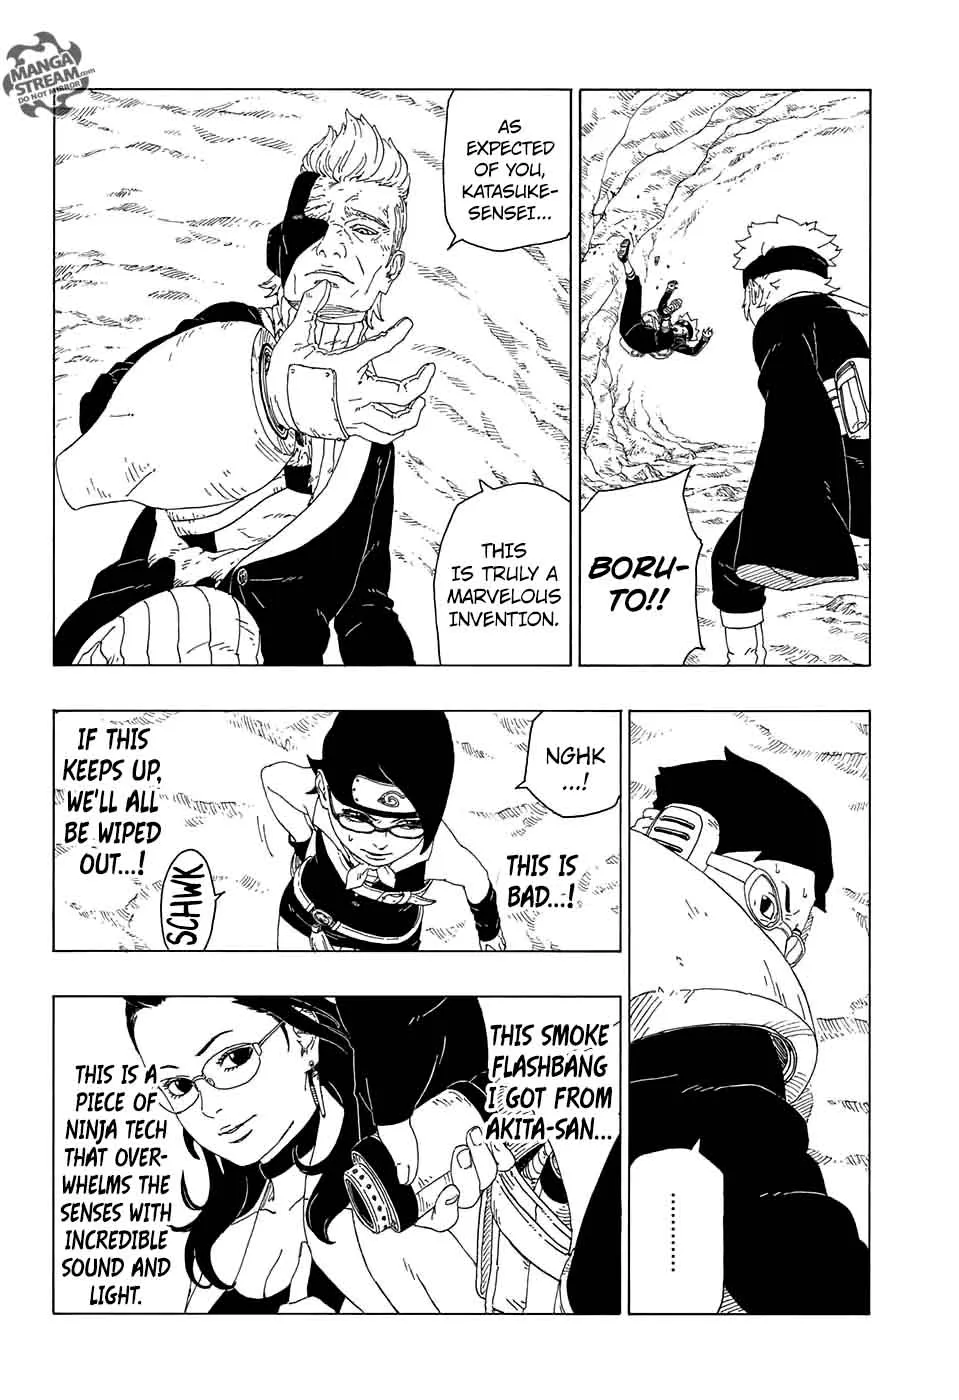 MANGA
STREAM.com
DO NOT MIRROR
BORU-
TO!!
AS
EXPECTED
OF YOU,
KATASUKE-
SENSEI...
THIS
IS TRULY A
MARVELOUS
INVENTION.
..........
NGHK
...!
THIS IS
BAD...!
IF THIS
KEEPS UP,
WE'LL ALL
BE WIPED
OUT...!
SCHWK
THIS SMOKE
FLASHBANG
I GOT FROM
AKITA-SAN...
THIS IS A
PIECE OF
NINJA TECH
THAT OVER-
WHELMS THE
SENSES WITH
INCREDIBLE
SOUND AND
LIGHT.